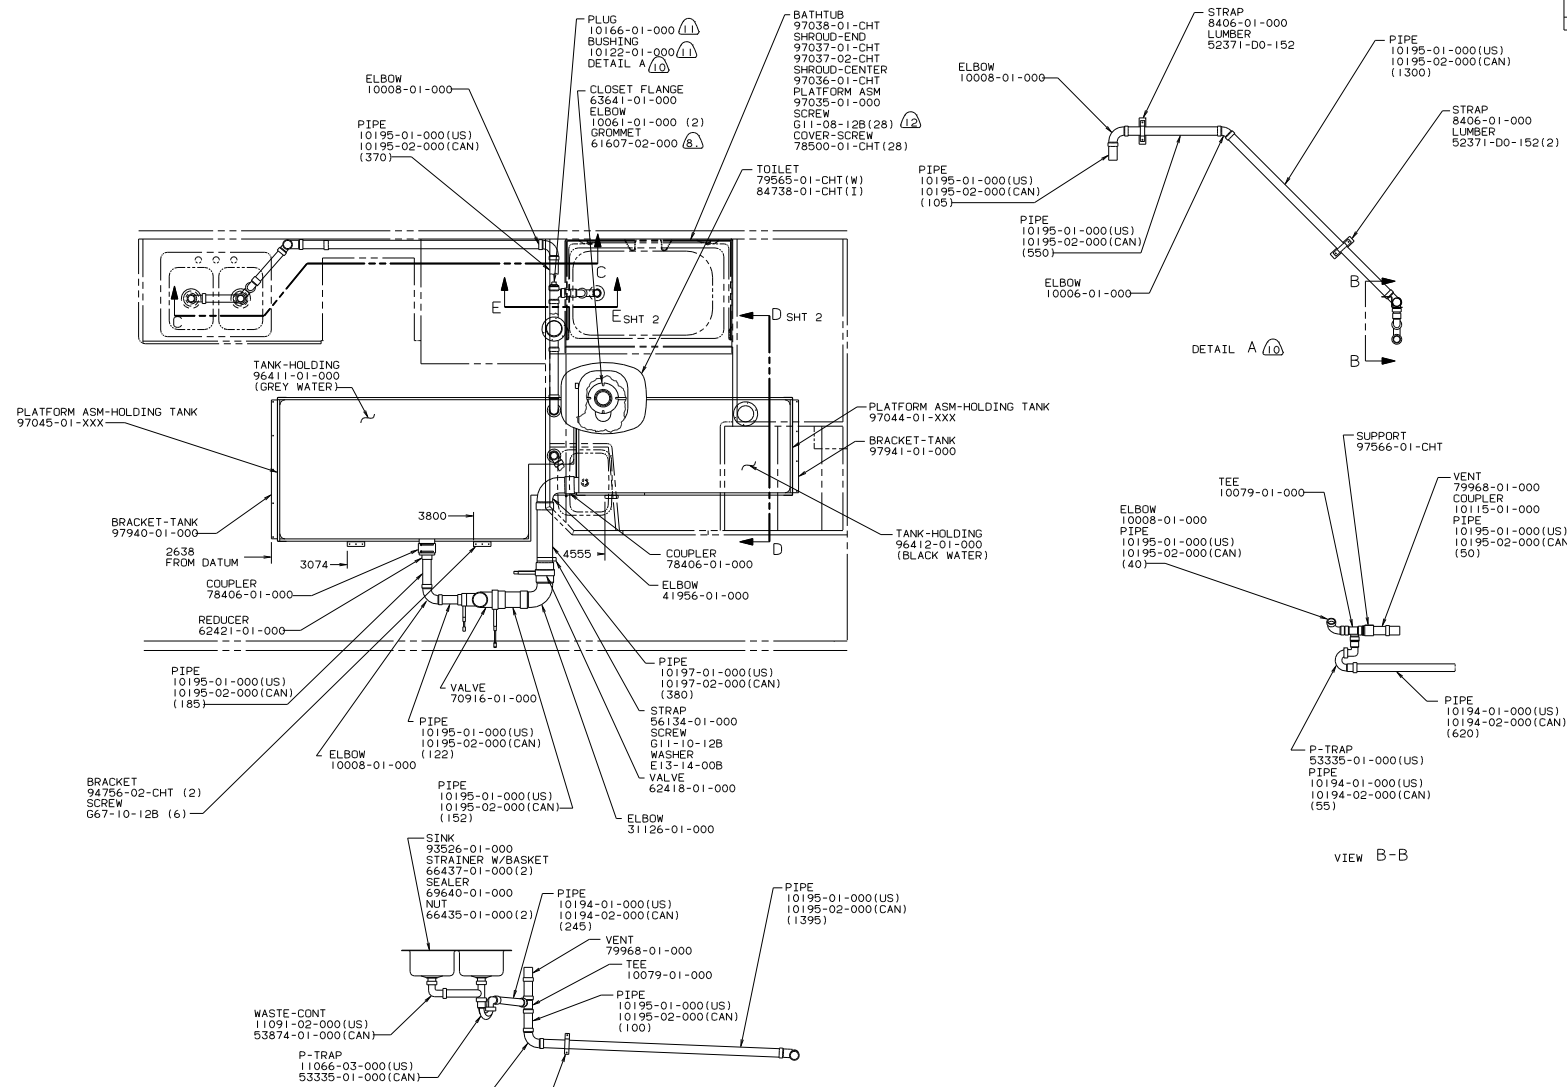 PLUG
10166-01-000 11
BUSHING
10122-01-000 11
DETAIL A 10
CLOSET FLANGE
63641-01-000
ELBOW
10061-01-000 (2)
GROMMET
61607-02-000 8.
BATHTUB
97038-01-CHT
SHROUD-END
97037-01-CHT
97037-02-CHT
SHROUD-CENTER
97036-01-CHT
PLATFORM ASM
97035-01-000
SCREW
G11-08-12B(28) 12
COVER-SCREW
78500-01-CHT(28)
TOILET
79565-01-CHT(W)
84738-01-CHT(I)
ELBOW
10008-01-000
PIPE
10195-01-000(US)
10195-02-000(CAN)
(370)
C
C
E
E SHT 2
D SHT 2
D
TANK-HOLDING
96411-01-000
(GREY WATER)
PLATFORM ASM-HOLDING TANK
97045-01-XXX
BRACKET-TANK
97940-01-000
2638
FROM DATUM
3074
3800
4555
PLATFORM ASM-HOLDING TANK
97044-01-XXX
BRACKET-TANK
97941-01-000
TANK-HOLDING
96412-01-000
(BLACK WATER)
COUPLER
78406-01-000
ELBOW
41956-01-000
COUPLER
78406-01-000
REDUCER
62421-01-000
PIPE
10195-01-000(US)
10195-02-000(CAN)
(185)
VALVE
70916-01-000
PIPE
10195-01-000(US)
10195-02-000(CAN)
(122)
ELBOW
10008-01-000
BRACKET
94756-02-CHT (2)
SCREW
G67-10-12B (6)
PIPE
10195-01-000(US)
10195-02-000(CAN)
(152)
PIPE
10197-01-000(US)
10197-02-000(CAN)
(380)
STRAP
56134-01-000
SCREW
G11-10-12B
WASHER
E13-14-00B
VALVE
62418-01-000
ELBOW
31126-01-000
SINK
93526-01-000
STRAINER W/BASKET
66437-01-000(2)
SEALER
69640-01-000
NUT
66435-01-000(2)
PIPE
10194-01-000(US)
10194-02-000(CAN)
(245)
VENT
79968-01-000
TEE
10079-01-000
PIPE
10195-01-000(US)
10195-02-000(CAN)
(100)
PIPE
10195-01-000(US)
10195-02-000(CAN)
(1395)
WASTE-CONT
11091-02-000(US)
53874-01-000(CAN)
P-TRAP
11066-03-000(US)
53335-01-000(CAN)
STRAP
8406-01-000
LUMBER
52371-D0-152
PIPE
10195-01-000(US)
10195-02-000(CAN)
(1300)
ELBOW
10008-01-000
STRAP
8406-01-000
LUMBER
52371-D0-152(2)
PIPE
10195-01-000(US)
10195-02-000(CAN)
(105)
PIPE
10195-01-000(US)
10195-02-000(CAN)
(550)
ELBOW
10006-01-000
B
B
DETAIL A 10
SUPPORT
97566-01-CHT
TEE
10079-01-000
VENT
79968-01-000
COUPLER
10115-01-000
PIPE
10195-01-000(US)
10195-02-000(CAN
(50)
ELBOW
10008-01-000
PIPE
10195-01-000(US)
10195-02-000(CAN)
(40)
PIPE
10194-01-000(US)
10194-02-000(CAN)
(620)
P-TRAP
53335-01-000(US)
PIPE
10194-01-000(US)
10194-02-000(CAN)
(55)
VIEW B-B